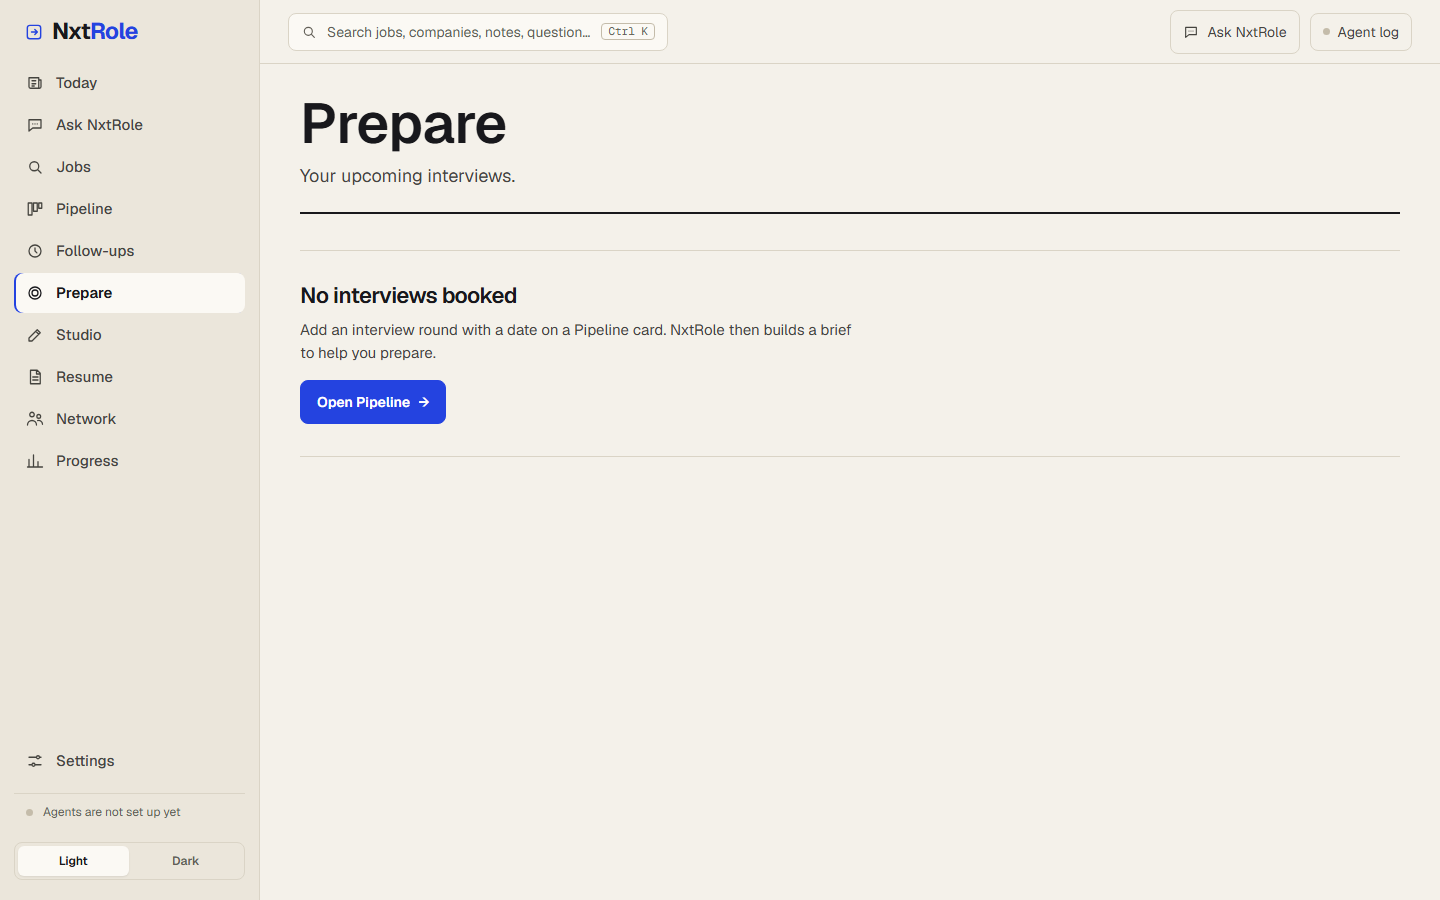 NxtRole
Today
Ask NxtRole
Jobs
Pipeline
Follow-ups
Prepare
Studio
Resume
Network
Progress
Settings
Agents are not set up yet
Light
Dark
Search jobs, companies, notes, question...
Ctrl K
Ask NxtRole
Agent log
Prepare
Your upcoming interviews.
No interviews booked
Add an interview round with a date on a Pipeline card. NxtRole then builds a brief
to help you prepare.
Open Pipeline →